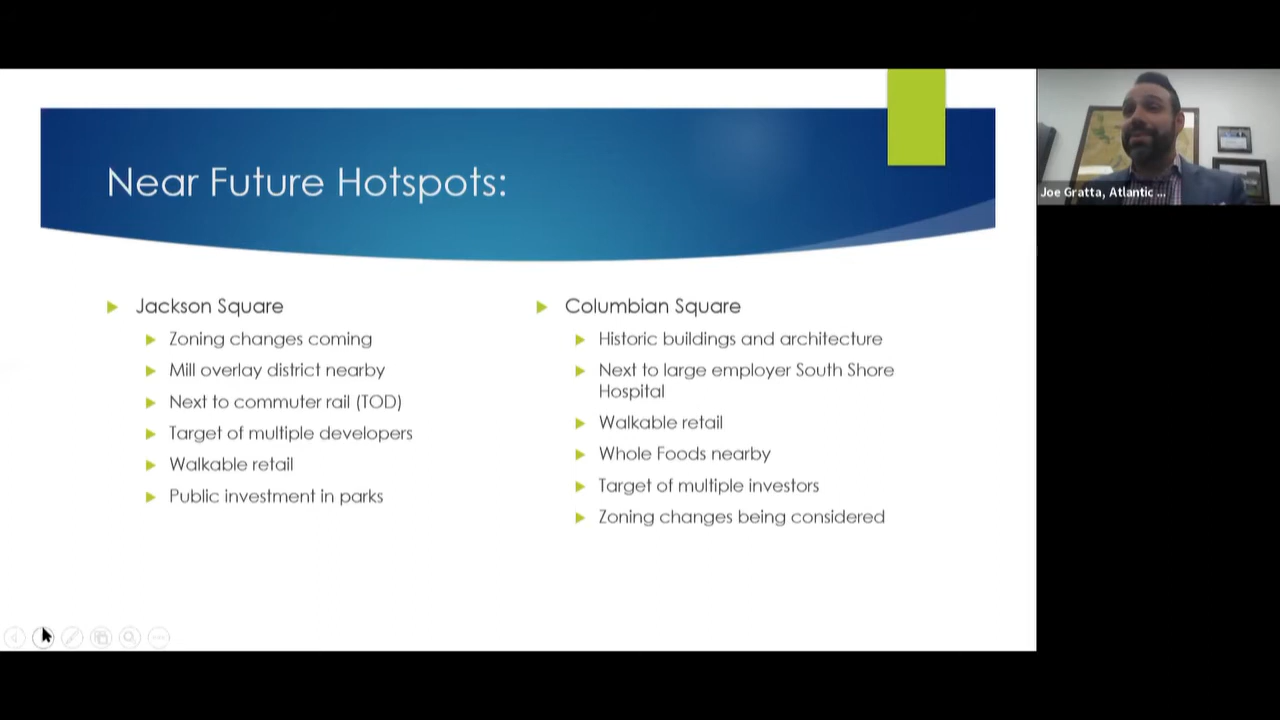 Near Future Hotspots:
Jackson Square
Zoning changes coming
Mill overlay district nearby
Next to commuter rail (TOD)
Target of multiple developers
Walkable retail
Public investment in parks
Columbian Square
Historic buildings and architecture
Next to large employer South Shore
Hospital
Walkable retail
Whole Foods nearby
Target of multiple investors
Zoning changes being considered
Joe Gratta, Atlantic ...